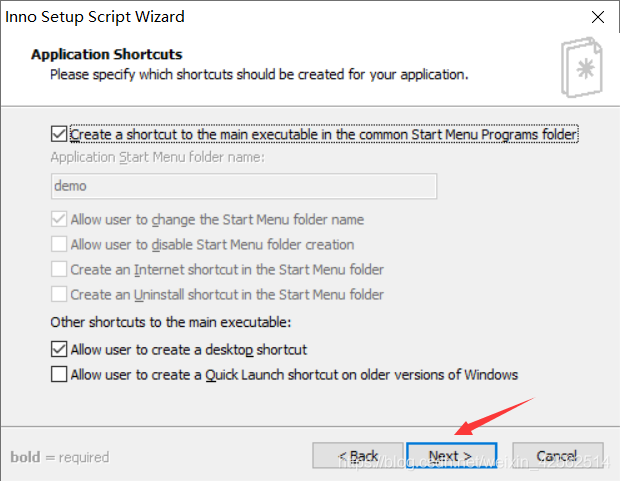 Inno Setup Script Wizard
Application Shortcuts
Please specify which shortcuts should be created for your application.
Create a shortcut to the main executable in the common Start Menu Programs folder
Application Start Menu folder name:
demo
Allow user to change the Start Menu folder name
Allow user to disable Start Menu folder creation
Create an Internet shortcut in the Start Menu folder
Create an Uninstall shortcut in the Start Menu folder
Other shortcuts to the main executable:
Allow user to create a desktop shortcut
Allow user to create a Quick Launch shortcut on older versions of Windows
bold = required
< Back
Next >
Cancel
https://blog.csdn.net/weixin_42582514